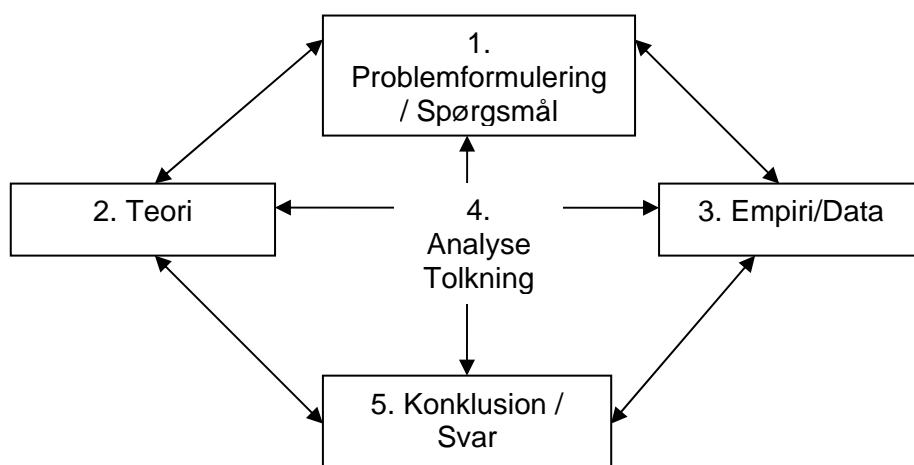 1.
Problemformulering
/ Spørgsmål
2. Teori
4.
Analyse
Tolkning
3. Empiri/Data
5. Konklusion /
Svar